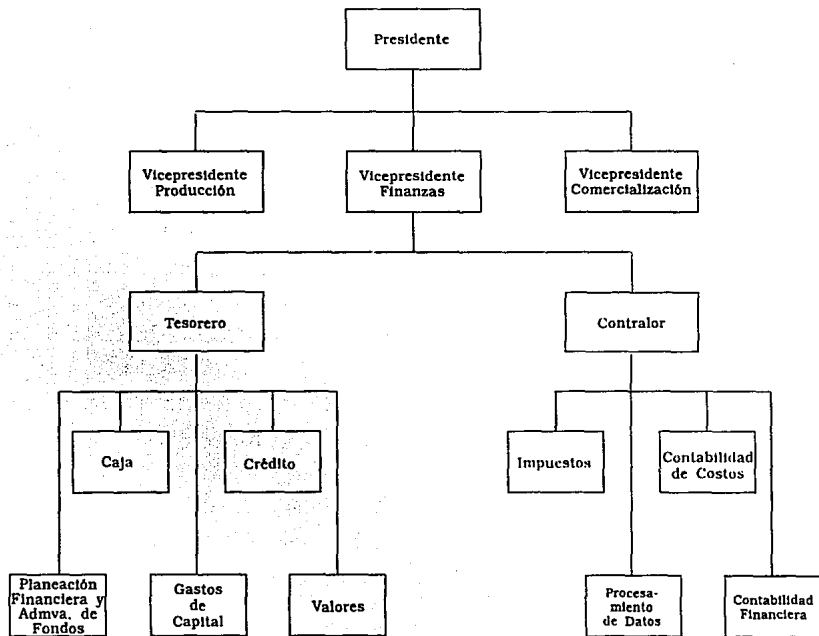 Presidente
Vicepresidente
Producción
Vicepresidente
Finanzas
Vicepresidente
Comercialización
Tesorero
Contralor
Caja
Crédito
Impuestos
Contabilidad
de Costos
Planeación
Financiera y
Admva. de
Fondos
Gastos
de
Capital
Valores
Procesa-
miento
de Datos
Contabilidad
Financiera